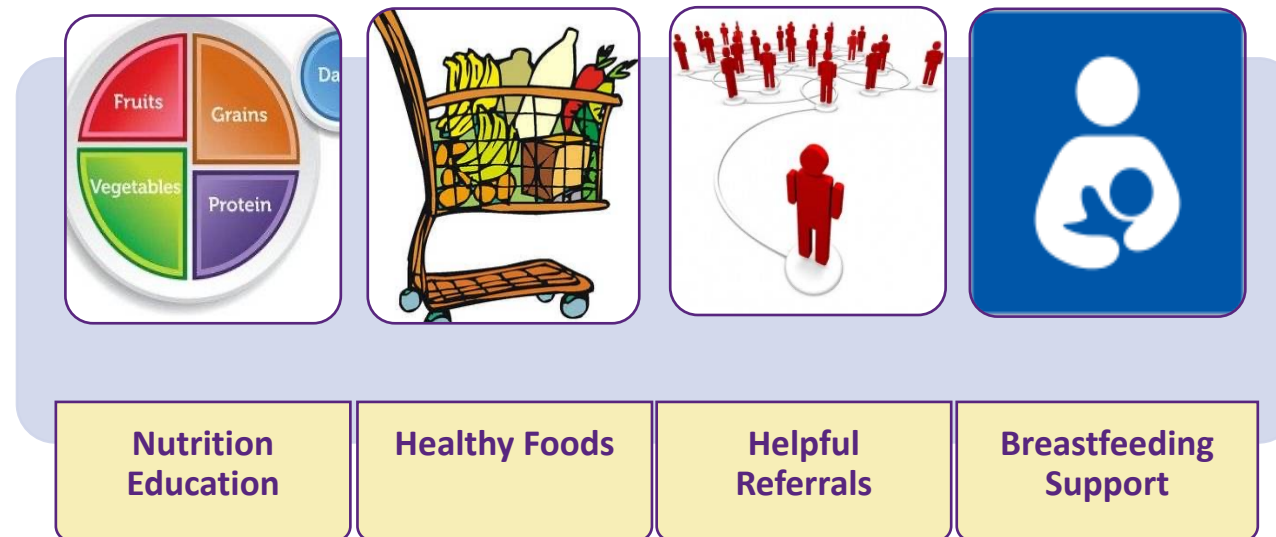 Fruits
Grains
Vegetables
Protein
Nutrition
Education
Healthy Foods
Helpful
Referrals
Breastfeeding
Support